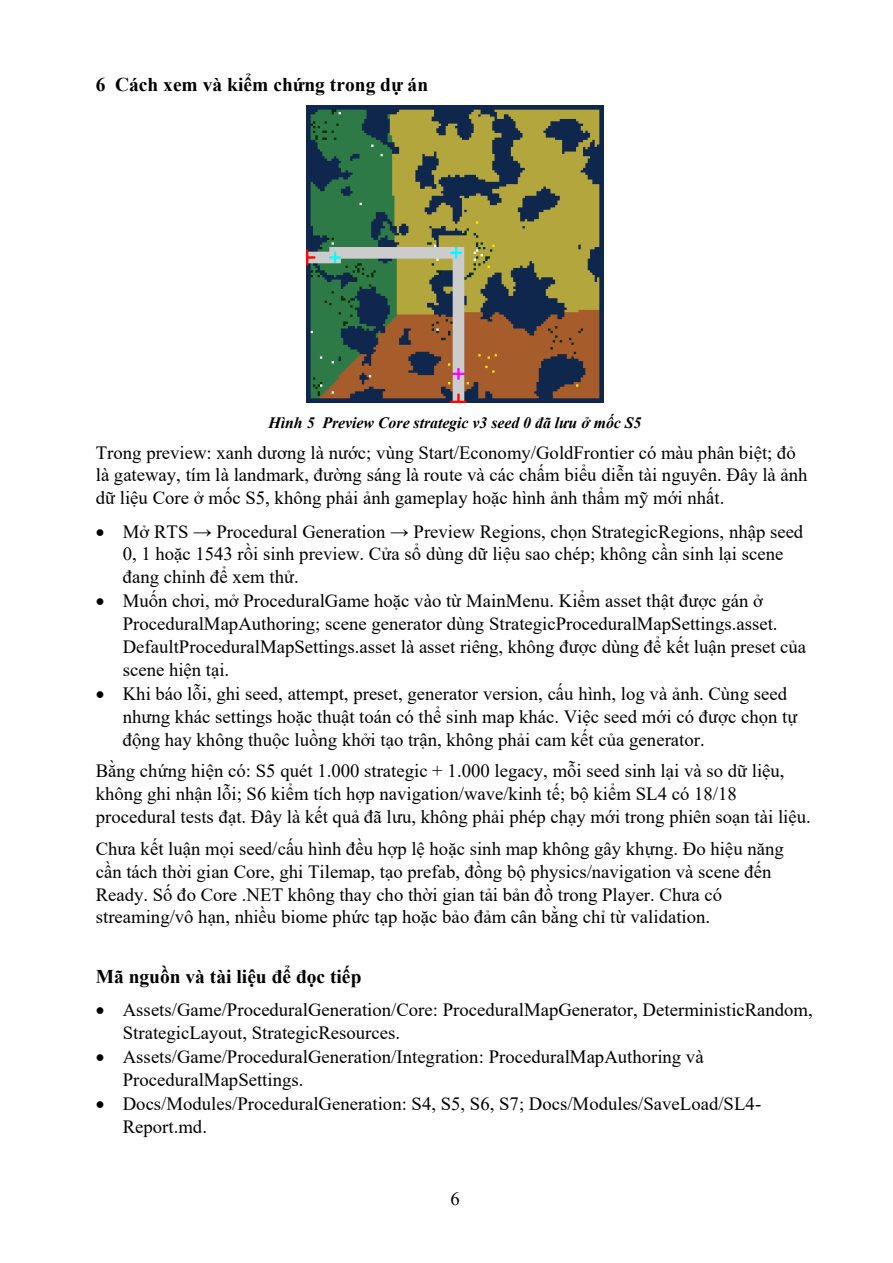 6 Cách xem và kiểm chứng trong dự án
Hình 5 Preview Core strategic v3 seed 0 đã lưu ở mốc S5
Trong preview: xanh dương là nước; vùng Start/Economy/GoldFrontier có màu phân biệt; đỏ
là gateway, tím là landmark, đường sáng là route và các chấm biểu diễn tài nguyên. Đây là ảnh
dữ liệu Core ở mốc S5, không phải ảnh gameplay hoặc hình ảnh thẩm mỹ mới nhất.
• Mở RTS → Procedural Generation → Preview Regions, chọn StrategicRegions, nhập seed
0, 1 hoặc 1543 rồi sinh preview. Cửa sổ dùng dữ liệu sao chép; không cần sinh lại scene
đang chỉnh để xem thử.
• Muốn chơi, mở ProceduralGame hoặc vào từ MainMenu. Kiểm asset thật được gán ở
ProceduralMapAuthoring; scene generator dùng StrategicProceduralMapSettings.asset.
DefaultProceduralMapSettings.asset là asset riêng, không được dùng để kết luận preset của
scene hiện tại.
• Khi báo lỗi, ghi seed, attempt, preset, generator version, cấu hình, log và ảnh. Cùng seed
nhưng khác settings hoặc thuật toán có thể sinh map khác. Việc seed mới có được chọn tự
động hay không thuộc luồng khởi tạo trận, không phải cam kết của generator.
Bằng chứng hiện có: S5 quét 1.000 strategic + 1.000 legacy, mỗi seed sinh lại và so dữ liệu,
không ghi nhận lỗi; S6 kiểm tích hợp navigation/wave/kinh tế; bộ kiểm SL4 có 18/18
procedural tests đạt. Đây là kết quả đã lưu, không phải phép chạy mới trong phiên soạn tài liệu.
Chưa kết luận mọi seed/cấu hình đều hợp lệ hoặc sinh map không gây khựng. Đo hiệu năng
cần tách thời gian Core, ghi Tilemap, tạo prefab, đồng bộ physics/navigation và scene đến
Ready. Số đo Core .NET không thay cho thời gian tải bản đồ trong Player. Chưa có
streaming/vô hạn, nhiều biome phức tạp hoặc bảo đảm cân bằng chỉ từ validation.
Mã nguồn và tài liệu để đọc tiếp
• Assets/Game/ProceduralGeneration/Core: ProceduralMapGenerator, DeterministicRandom,
StrategicLayout, StrategicResources.
• Assets/Game/ProceduralGeneration/Integration: ProceduralMapAuthoring và
ProceduralMapSettings.
• Docs/Modules/ProceduralGeneration: S4, S5, S6, S7; Docs/Modules/SaveLoad/SL4-
Report.md.
6